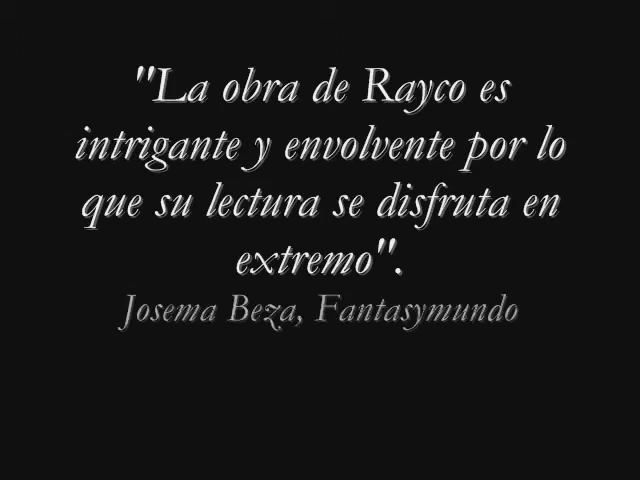 "La obra de Rayco es
intrigante y envolvente por lo
que su lectura se disfruta en
extremo".
Josema Beza, Fantasymundo